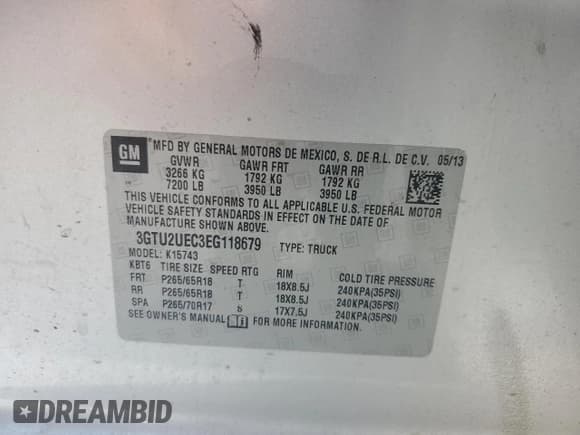 GM
MFD BY GENERAL MOTORS DE MEXICO, S. DE R.L. DE C.V. 05/13
GVWR GAWR FRT GAWR RR
3266 KG 1792 KG 1792 KG
7200 LB 3950 LB 3950 LB
THIS VEHICLE CONFORMS TO ALL APPLICABLE U.S. FEDERAL MOTOR
VEHICLE SAFETY STANDARDS IN EFFECT ON THE DATE OF
MANUFACTURE SHOWN ABOVE.
3GTU2UEC3EG118679 TYPE: TRUCK
MODEL: K15743
KBT6 TIRE SIZE SPEED RTG RIM COLD TIRE PRESSURE
FRT P265/65R18 T 18X8.5J 240KPA(35PSI)
RR P265/65R18 T 18X8.5J 240KPA(35PSI)
SPA P265/70R17 S 17X7.5J 240KPA(35PSI)
SEE OWNER'S MANUAL FOR MORE INFORMATION.
DREAMBID